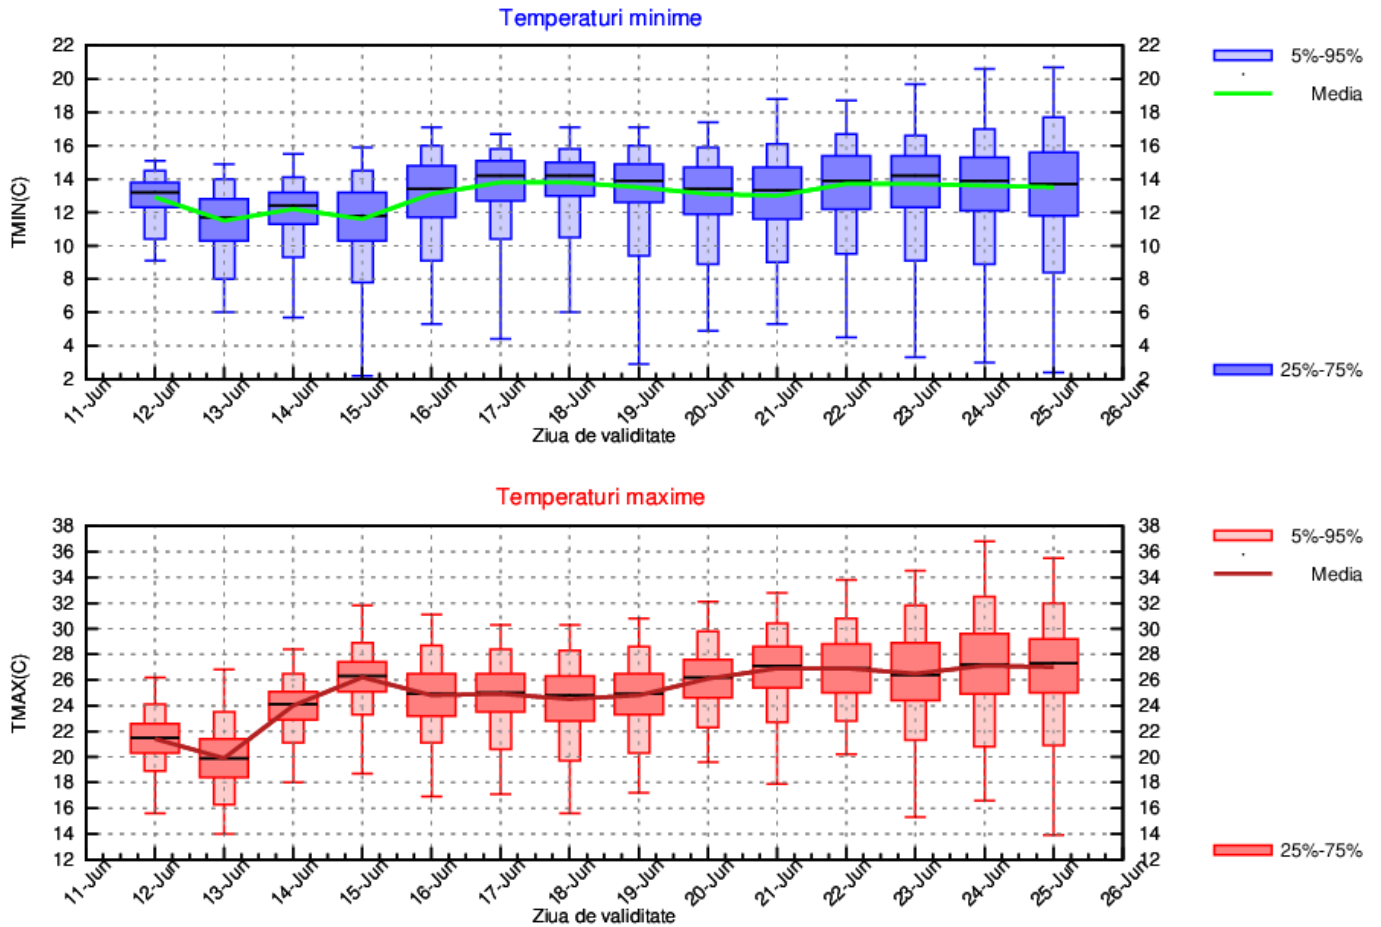 Temperaturi minime
TMIN(C)
22 22
20 20
18 18
16 16
14 14
12 12
10 10
8 8
6 6
4 4
2 2
11-Jun 12-Jun 13-Jun 14-Jun 15-Jun 16-Jun 17-Jun 18-Jun 19-Jun 20-Jun 21-Jun 22-Jun 23-Jun 24-Jun 25-Jun 26-Jun
Ziua de validitate
5%-95%
Media
25%-75%
Temperaturi maxime
TMAX(C)
38 38
36 36
34 34
32 32
30 30
28 28
26 26
24 24
22 22
20 20
18 18
16 16
14 14
12 12
11-Jun 12-Jun 13-Jun 14-Jun 15-Jun 16-Jun 17-Jun 18-Jun 19-Jun 20-Jun 21-Jun 22-Jun 23-Jun 24-Jun 25-Jun 26-Jun
Ziua de validitate
5%-95%
Media
25%-75%